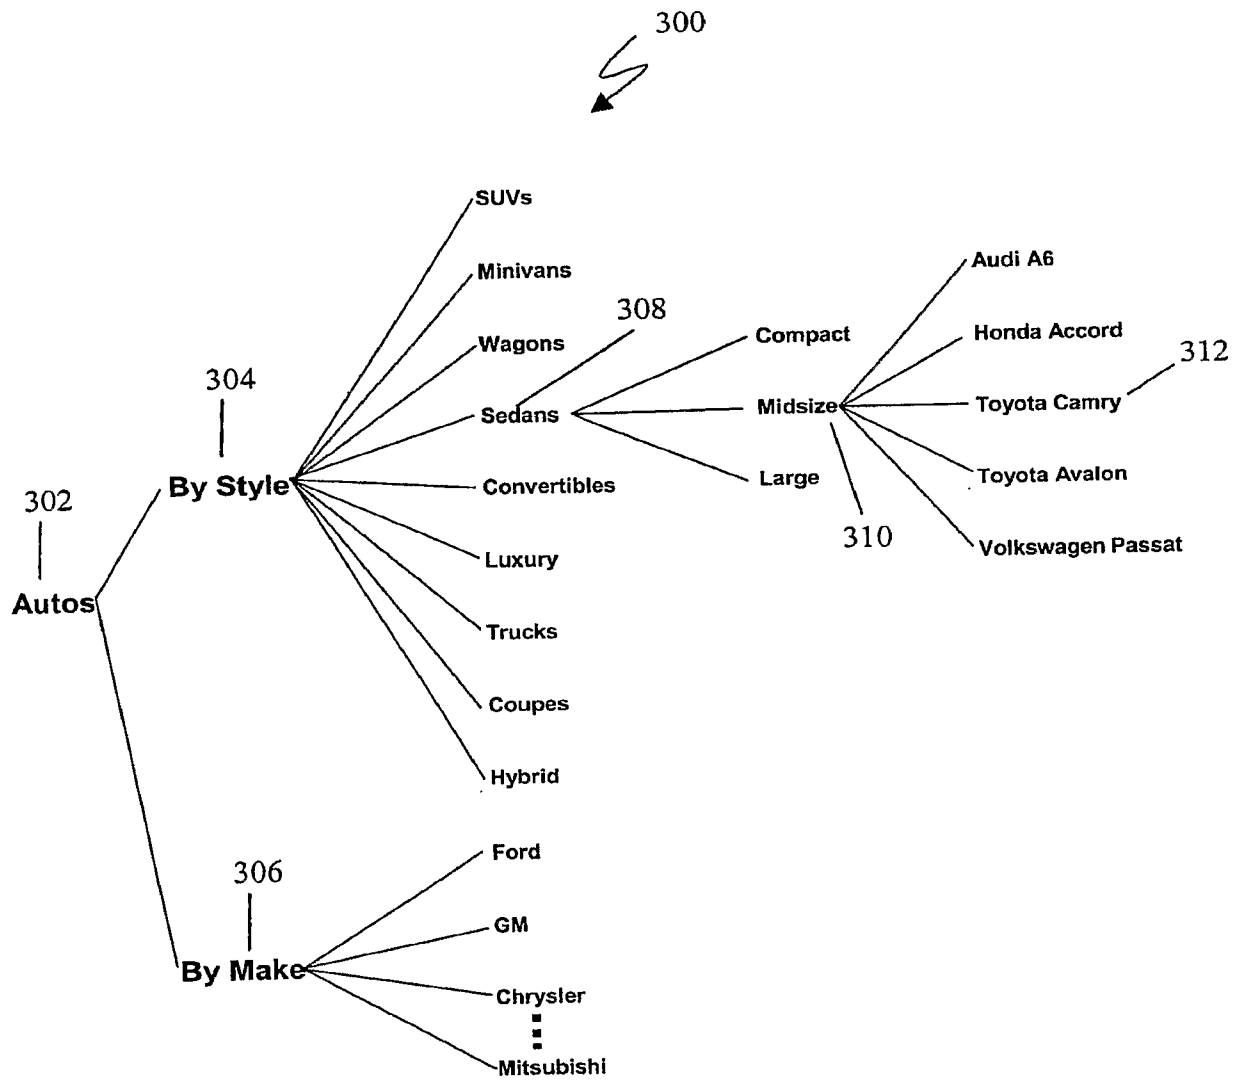 300
SUVs
Minivans
Wagons
Sedans
Convertibles
Luxury
Trucks
Coupes
Hybrid
308
Compact
Midsize
Large
310
Audi A6
Honda Accord
Toyota Camry
Toyota Avalon
Volkswagen Passat
312
304
By Style
302
Autos
306
By Make
Ford
GM
Chrysler
Mitsubishi